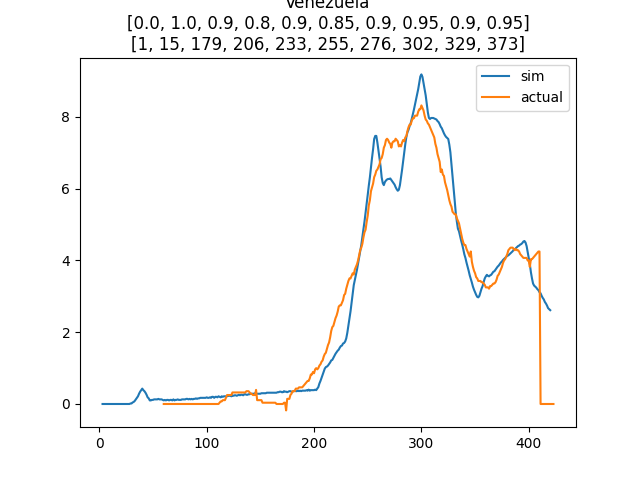 Venezuela
[0.0, 1.0, 0.9, 0.8, 0.9, 0.85, 0.9, 0.95, 0.9, 0.95]
[1, 15, 179, 206, 233, 255, 276, 302, 329, 373]
sim
actual
8
6
4
2
0
0 100 200 300 400